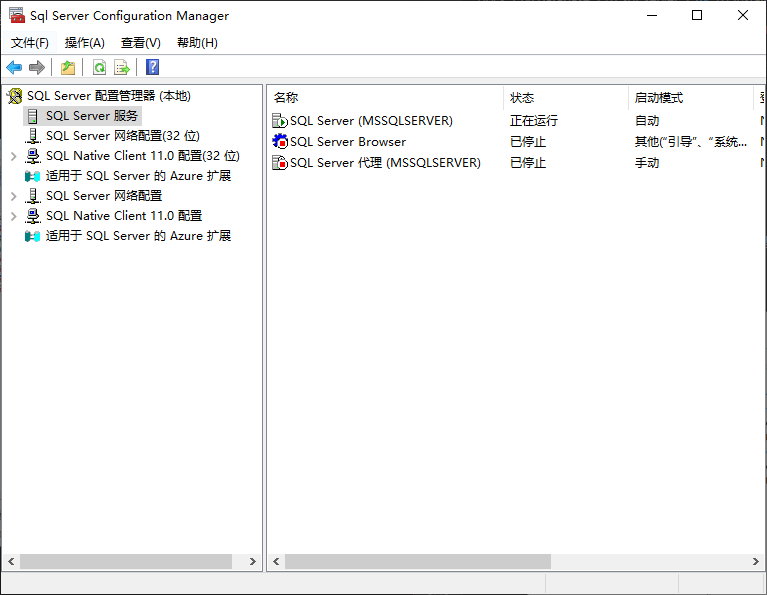 Sql Server Configuration Manager
文件(F) 操作(A) 查看(V) 帮助(H)
SQL Server 配置管理器 (本地)
SQL Server 服务
SQL Server 网络配置(32 位)
SQL Native Client 11.0 配置(32 位)
适用于 SQL Server 的 Azure 扩展
SQL Server 网络配置
SQL Native Client 11.0 配置
适用于 SQL Server 的 Azure 扩展
名称 状态 启动模式
SQL Server (MSSQLSERVER) 正在运行 自动
SQL Server Browser 已停止 其他("引导"、"系统...
SQL Server 代理 (MSSQLSERVER) 已停止 手动